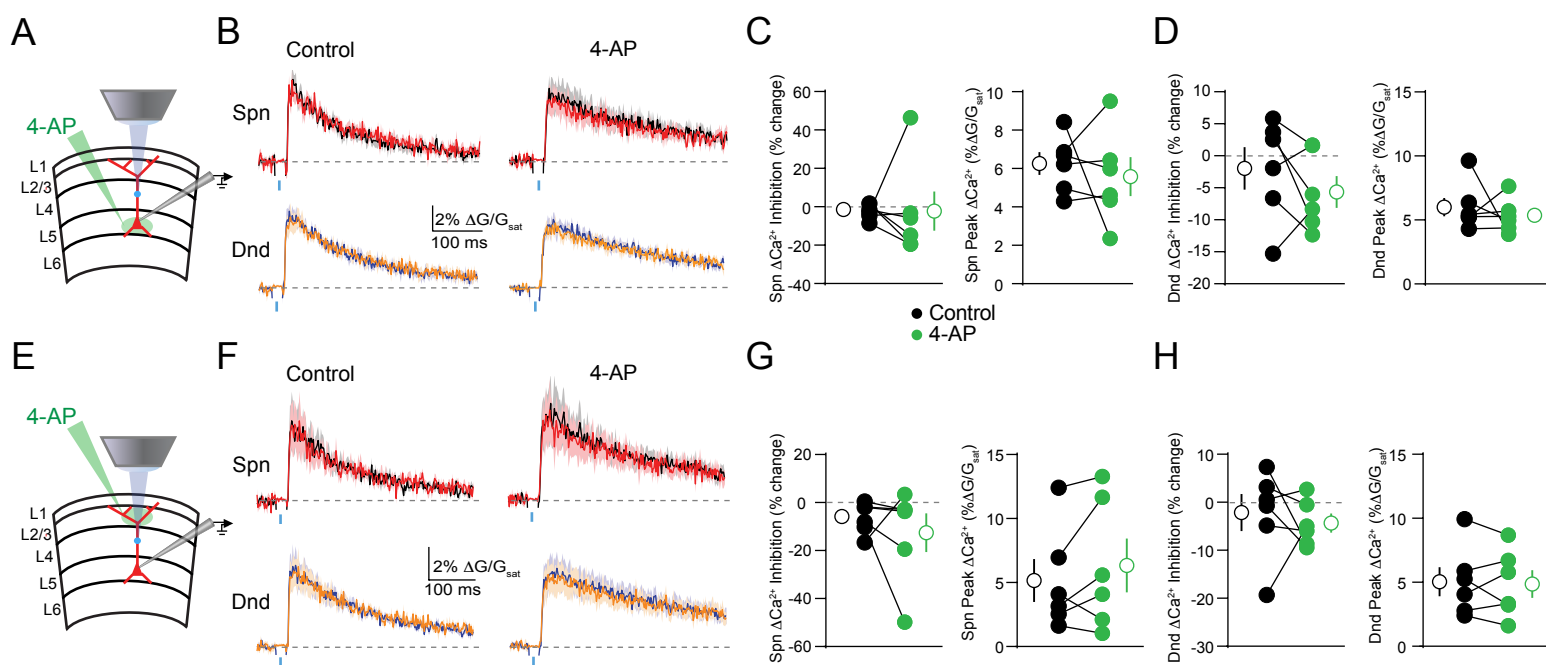 A
4-AP
L1
L2/3
L4
L5
L6
B
Control
4-AP
Spn
Dnd
2% ΔG/Gsat
100 ms
C
Spn ΔCa²⁺ Inhibition (% change)
60
40
20
0
-20
-40
Spn Peak ΔCa²⁺ (%ΔG/Gsat)
10
8
6
4
2
0
D
Dnd ΔCa²⁺ Inhibition (% change)
10
5
0
-5
-10
-15
-20
Dnd Peak ΔCa²⁺ (%ΔG/Gsat)
15
10
5
0
Control
4-AP
E
4-AP
L1
L2/3
L4
L5
L6
F
Control
4-AP
Spn
Dnd
2% ΔG/Gsat
100 ms
G
Spn ΔCa²⁺ Inhibition (% change)
20
0
-20
-40
-60
Spn Peak ΔCa²⁺ (%ΔG/Gsat)
15
10
5
0
H
Dnd ΔCa²⁺ Inhibition (% change)
10
0
-10
-20
-30
Dnd Peak ΔCa²⁺ (%ΔG/Gsat)
15
10
5
0